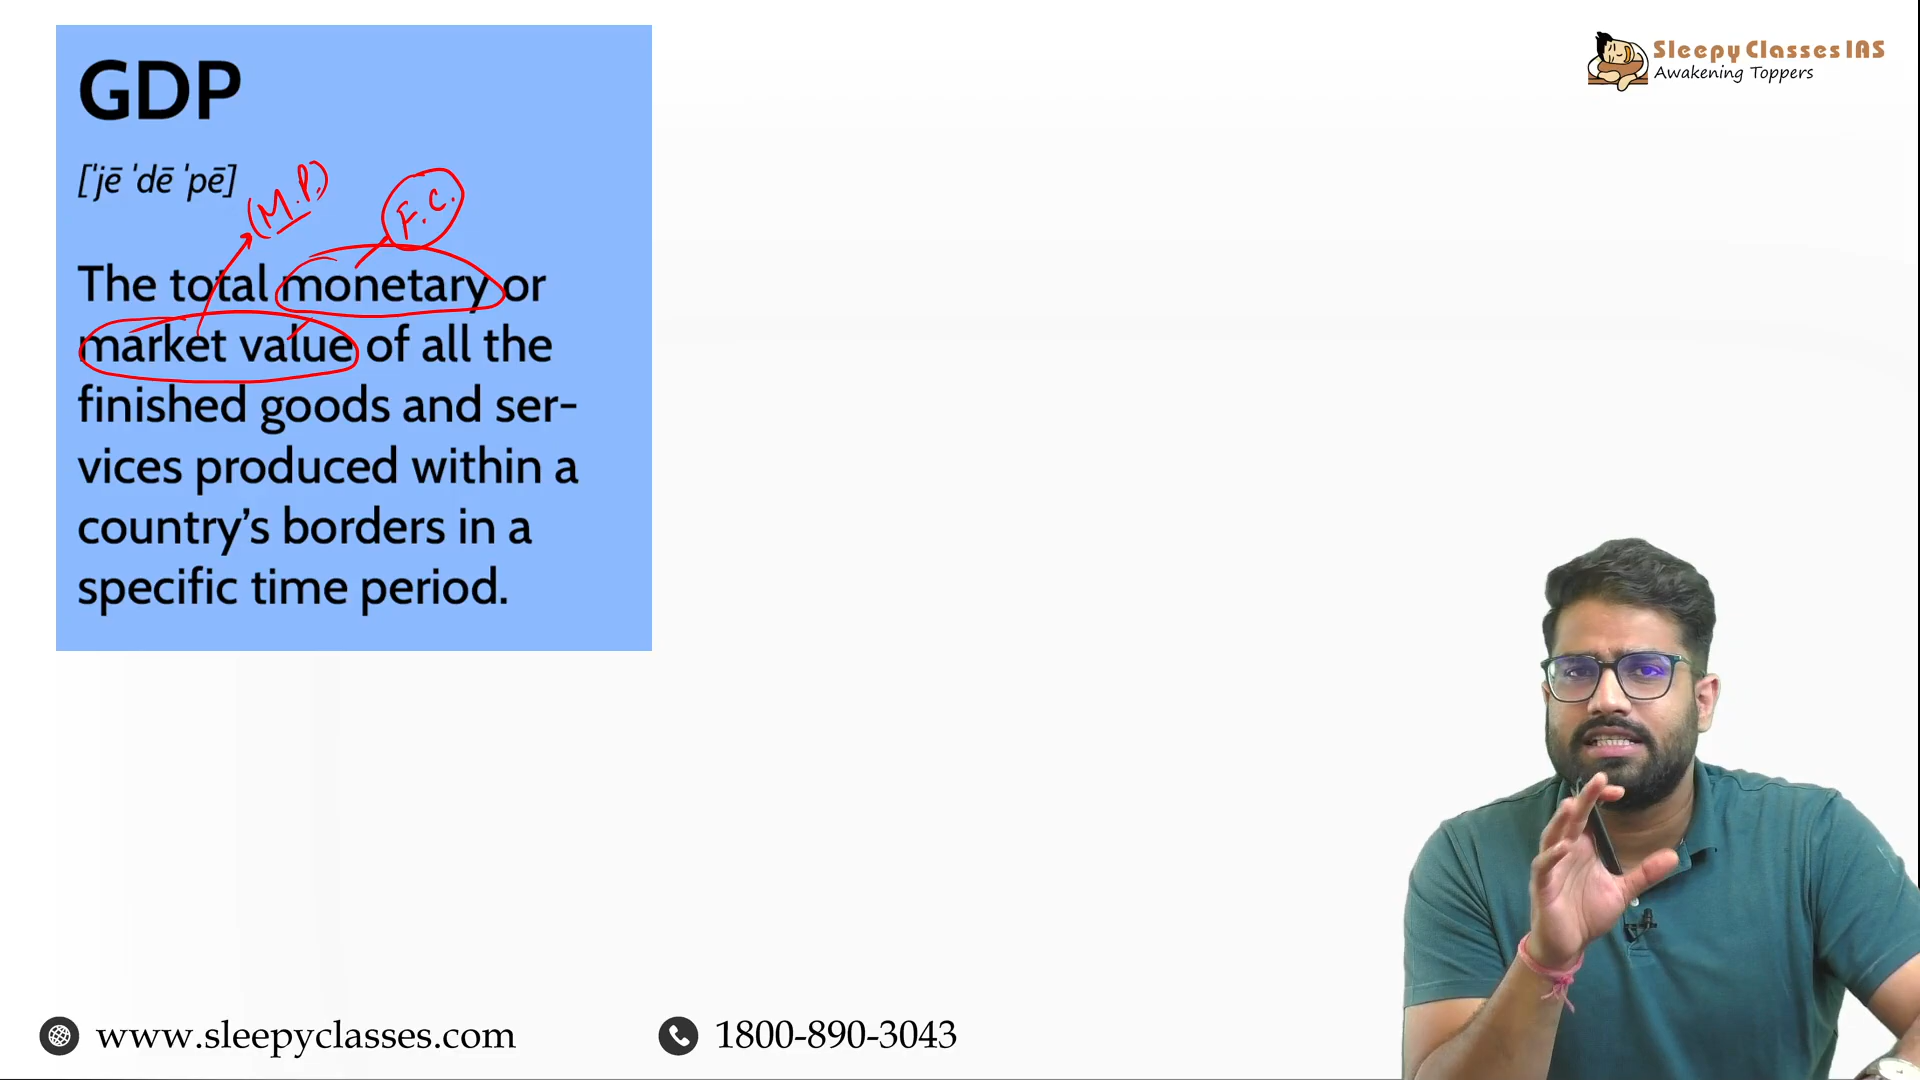 GDP
Sleepy Classes IAS
Awakening Toppers
['jē 'dē 'pē]
(M.P.)
F.C.
The total monetary or
market value of all the
finished goods and ser-
vices produced within a
country's borders in a
specific time period.
www.sleepyclasses.com
1800-890-3043